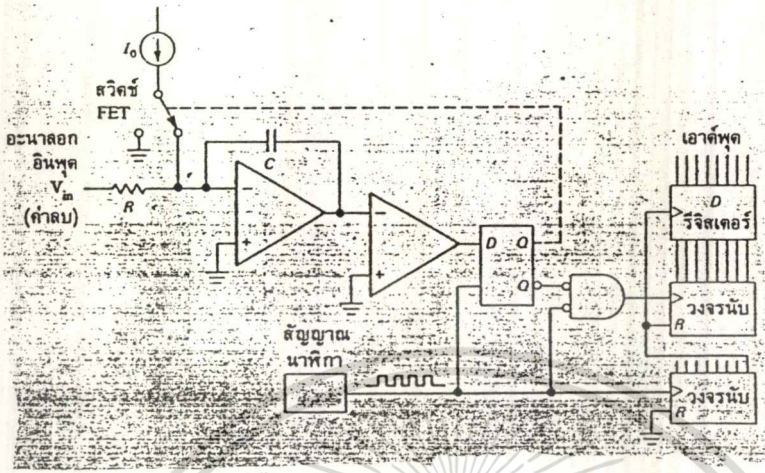 I₀
สวิตช์
FET
อะนาลอก
อินพุต
V_in
(ค่าลบ)
R
C
−
+
−
+
D Q
Q
สัญญาณ
นาฬิกา
เอาต์พุต
D
รีจิสเตอร์
วงจรนับ
R
วงจรนับ
R